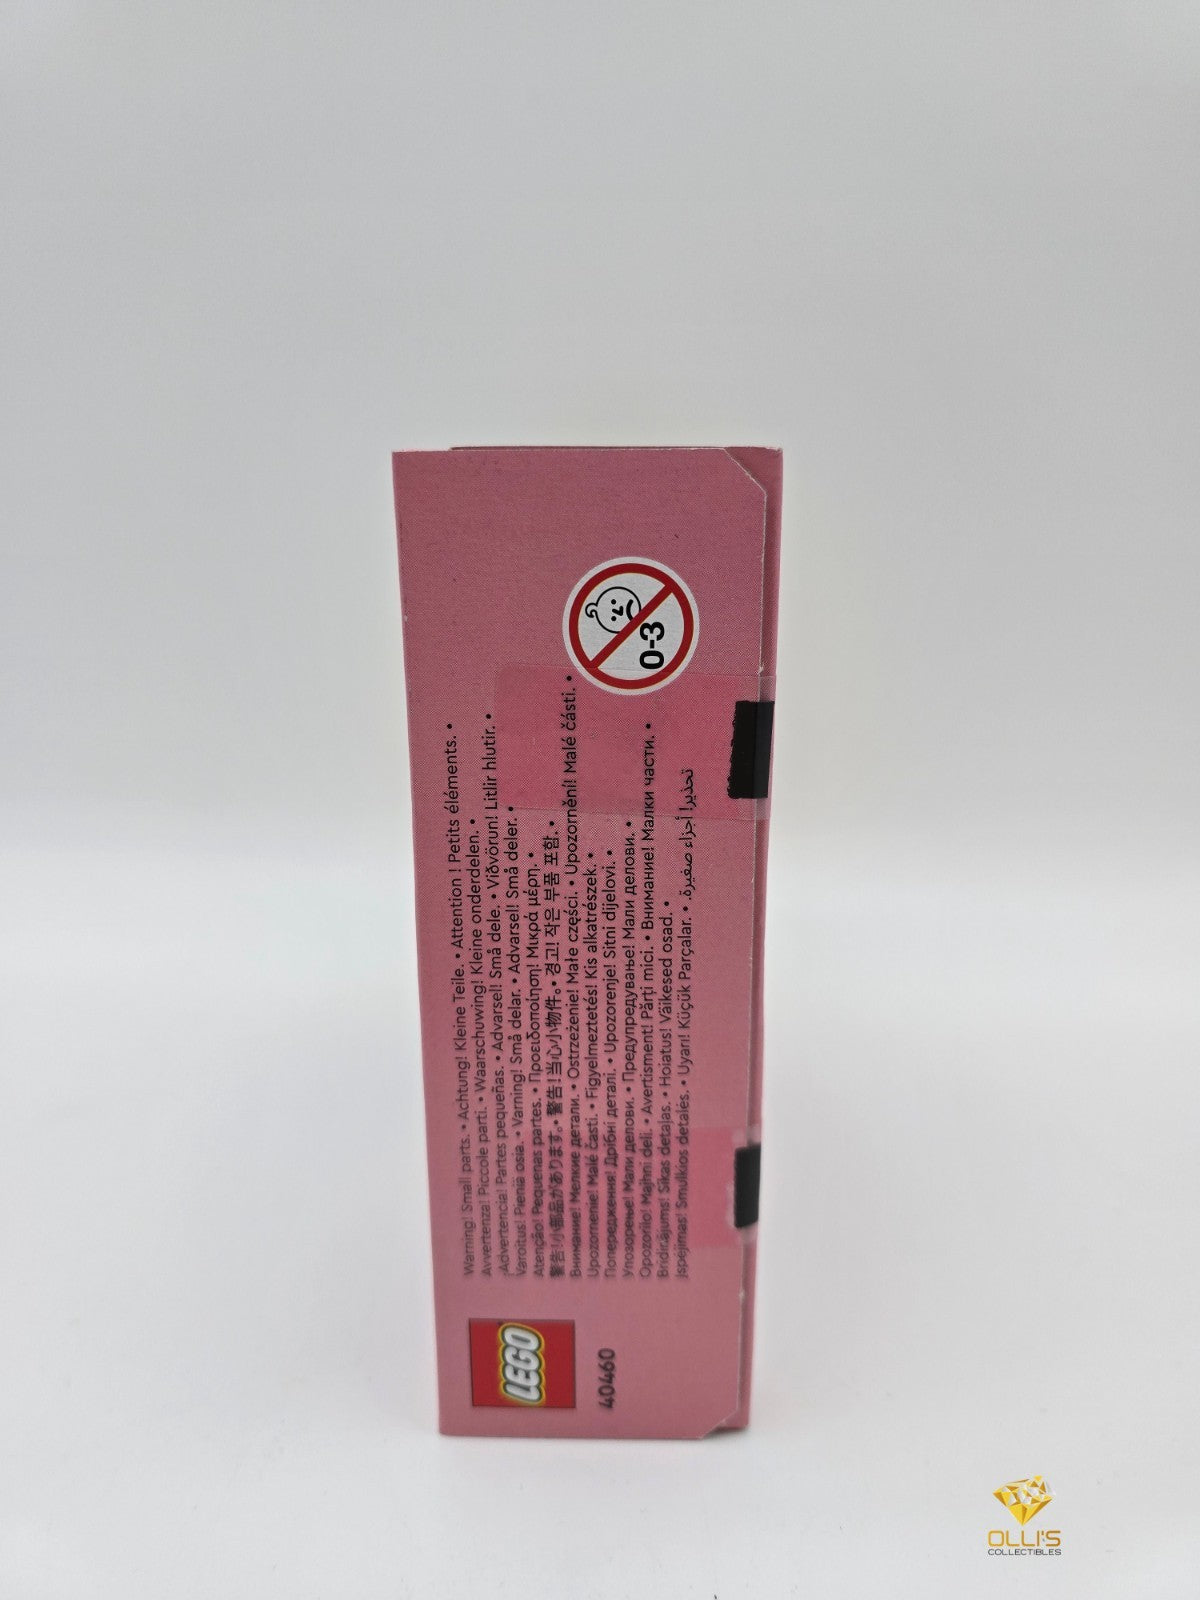 0-3
Warning! Small parts. • Achtung! Kleine Teile. • Attention ! Petits éléments. •
Avvertenza! Piccole parti. • Waarschuwing! Kleine onderdelen. •
¡Advertencia! Partes pequeñas. • Advarsel! Små dele. • Viðvörun! Litlir hlutir. •
Varoitus! Pieniä osia. • Varning! Små delar. • Advarsel! Små deler. •
Atenção! Pequenas partes. • Προειδοποίηση! Μικρά μέρη. •
警告!小部品があります。• 警告!当心小物件。• 경고! 작은 부품 포함. •
Внимание! Мелкие детали. • Ostrzeżenie! Małe części. • Upozornění! Malé části. •
Upozornenie! Malé časti. • Figyelmeztetés! Kis alkatrészek. •
Попередження! Дрібні деталі. • Upozorenje! Sitni dijelovi. •
Упозорење! Мали делови. • Предупредување! Мали делови. •
Opozorilo! Majhni deli. • Avertisment! Părți mici. • Внимание! Малки части. •
Brīdinājums! Sīkas detaļas. • Hoiatus! Väikesed osad. •
Įspėjimas! Smulkios detalės. • Uyarı! Küçük Parçalar. • تحذير! أجزاء صغيرة.
LEGO
40460
OLLI'S
COLLECTIBLES